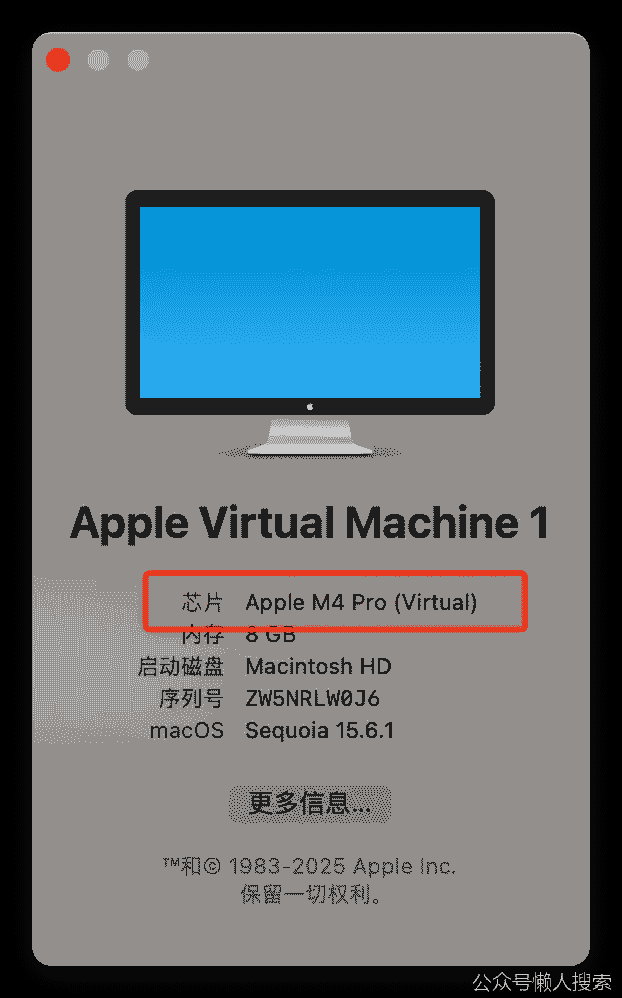 Apple Virtual Machine 1
芯片 Apple M4 Pro (Virtual)
内存 8 GB
启动磁盘 Macintosh HD
序列号 ZW5NRLW0J6
macOS Sequoia 15.6.1
更多信息...
™和© 1983-2025 Apple Inc.
保留一切权利。
公众号懒人搜索